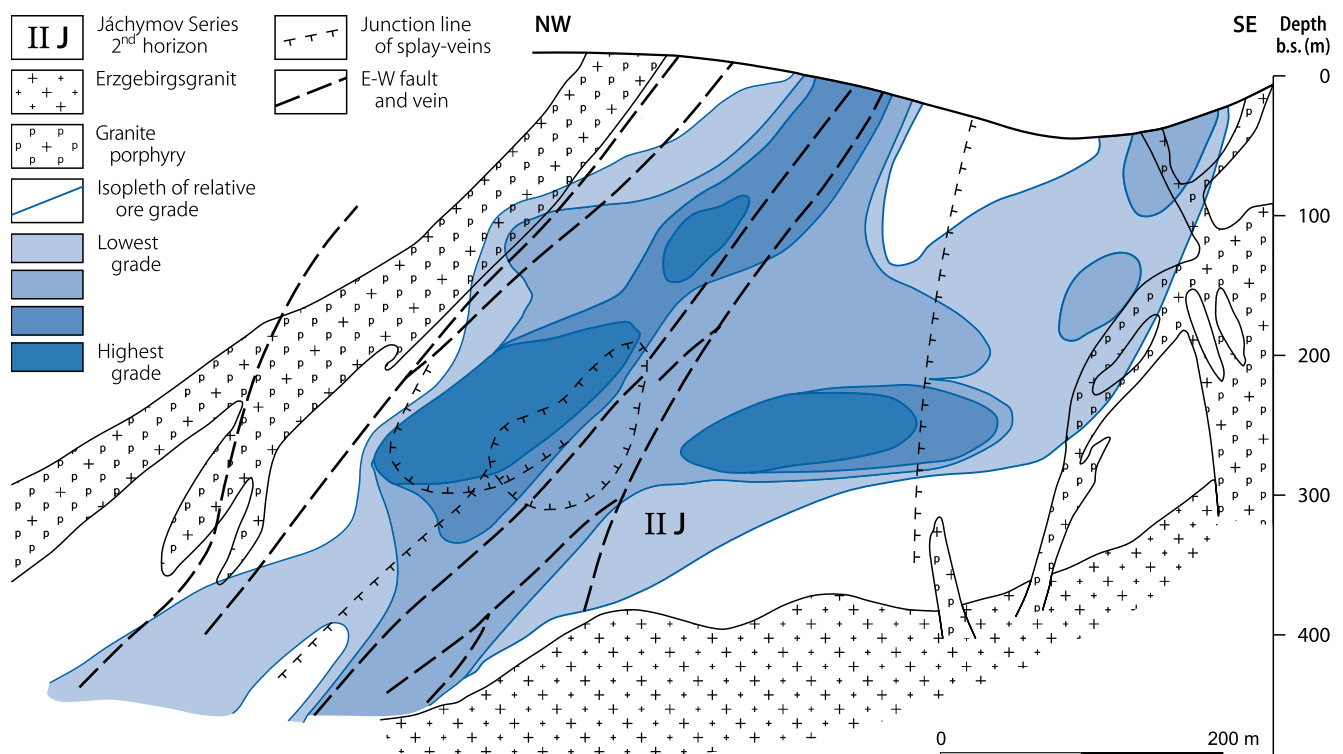 II J
Jáchymov Series
2nd horizon
Erzgebirgsgranit
Granite
porphyry
Isopleth of relative
ore grade
Lowest
grade
Highest
grade
Junction line
of splay-veins
E-W fault
and vein
NW
SE
Depth
b.s. (m)
0
100
200
300
400
II J
0
200 m